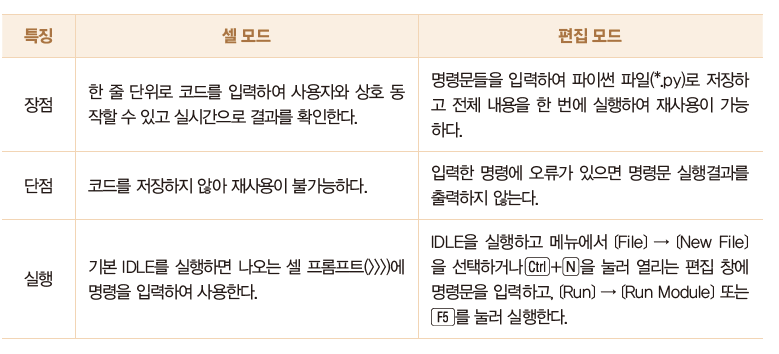 특징 셸 모드 편집 모드
장점
한 줄 단위로 코드를 입력하여 사용자와 상호 동
작할 수 있고 실시간으로 결과를 확인한다.
명령문들을 입력하여 파이썬 파일(*.py)로 저장하
고 전체 내용을 한 번에 실행하여 재사용이 가능
하다.
단점
코드를 저장하지 않아 재사용이 불가능하다.
입력한 명령에 오류가 있으면 명령문 실행결과를
출력하지 않는다.
실행
기본 IDLE를 실행하면 나오는 셸 프롬프트(>>>)에
명령을 입력하여 사용한다.
IDLE을 실행하고 메뉴에서 [File] → [New File]
을 선택하거나 Ctrl+N을 눌러 열리는 편집 창에
명령문을 입력하고, [Run] → [Run Module] 또는
F5를 눌러 실행한다.